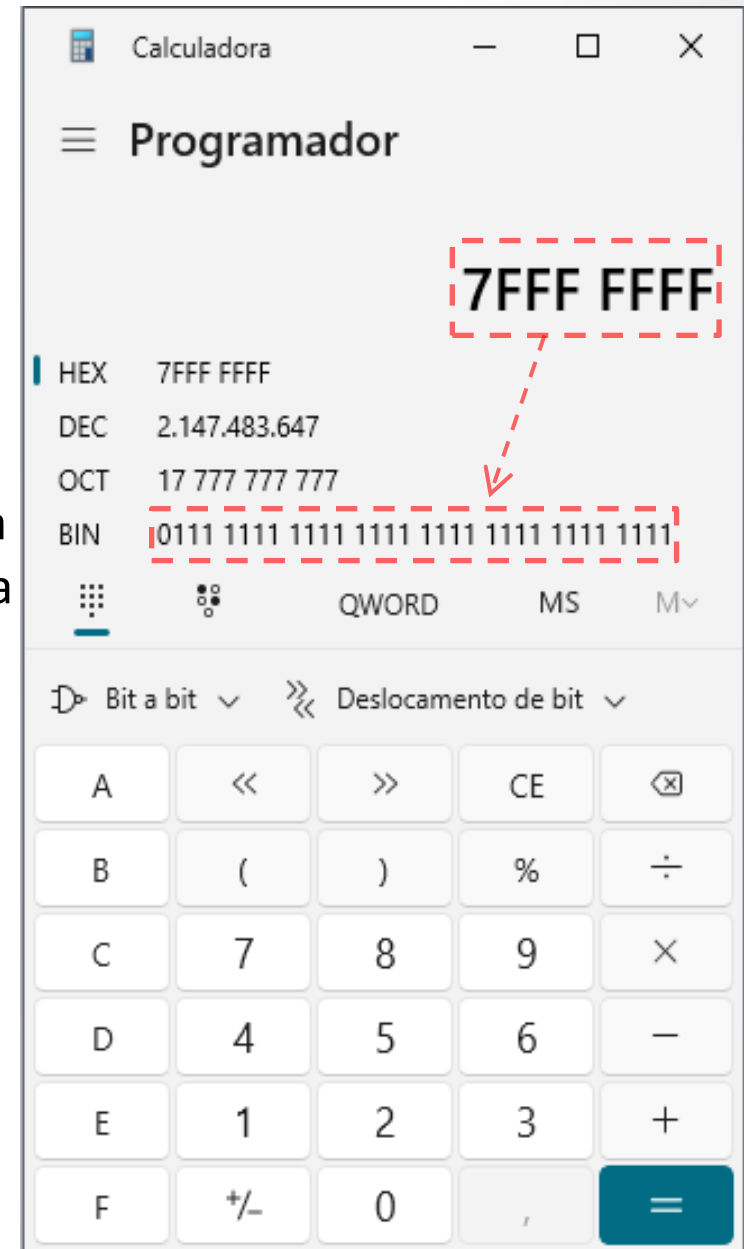 Calculadora
Programador
7FFF FFFF
HEX 7FFF FFFF
DEC 2.147.483.647
OCT 17 777 777 777
BIN 0111 1111 1111 1111 1111 1111 1111 1111
a
QWORD MS M
Bit a bit Deslocamento de bit
A << >> CE
B ( ) % ÷
C 7 8 9 ×
D 4 5 6 −
E 1 2 3 +
F +/− 0 , =